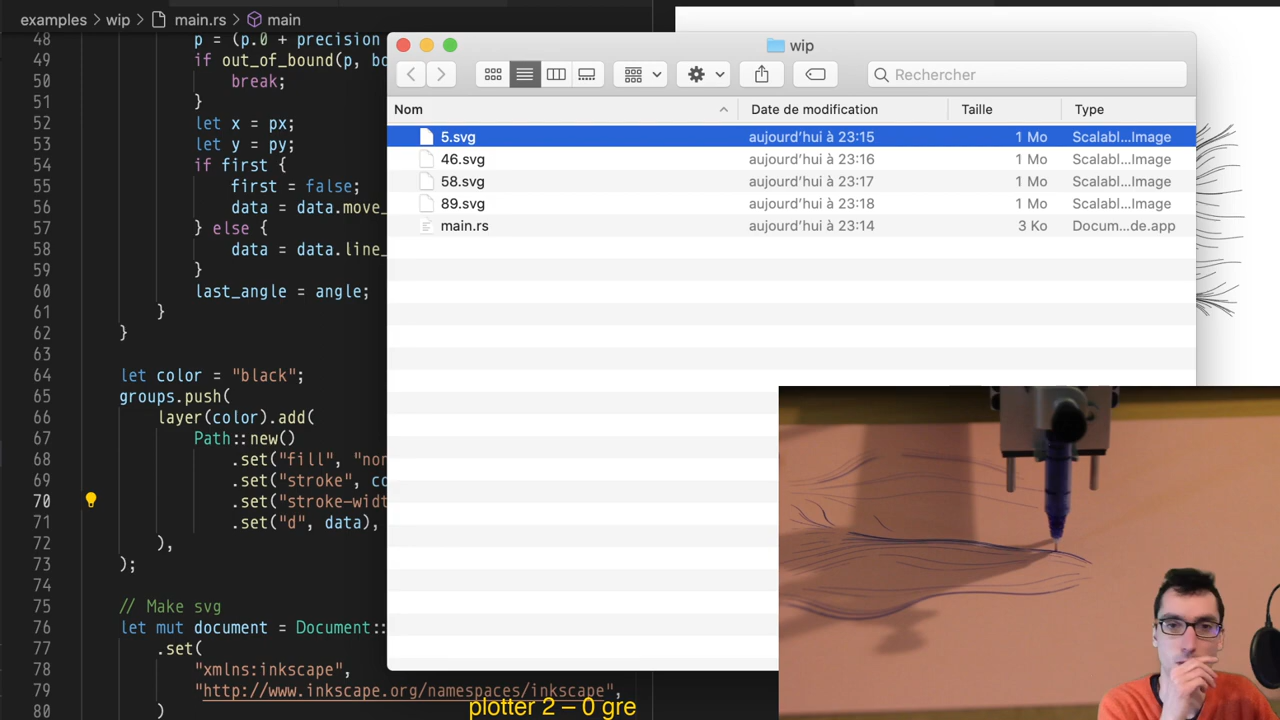 examples › wip › main.rs › main
48 p = (p.0 + precision
49 if out_of_bound(p, bo
50 break;
51 }
52 let x = px;
53 let y = py;
54 if first {
55 first = false;
56 data = data.move_
57 } else {
58 data = data.line_
59 }
60 last_angle = angle;
61 }
62 }
63
64 let color = "black";
65 groups.push(
66 layer(color).add(
67 Path::new()
68 .set("fill", "non
69 .set("stroke", co
70 .set("stroke-widt
71 .set("d", data),
72 ),
73 );
74
75 // Make svg
76 let mut document = Document::
77 .set(
78 "xmlns:inkscape",
79 "http://www.inkscape.org/namespaces/inkscape",
80 )
wip
Rechercher
Nom Date de modification Taille Type
5.svg aujourd’hui à 23:15 1 Mo Scalabl...Image
46.svg aujourd’hui à 23:16 1 Mo Scalabl...Image
58.svg aujourd’hui à 23:17 1 Mo Scalabl...Image
89.svg aujourd’hui à 23:18 1 Mo Scalabl...Image
main.rs aujourd’hui à 23:14 3 Ko Docum...de.app
plotter 2 – 0 gre